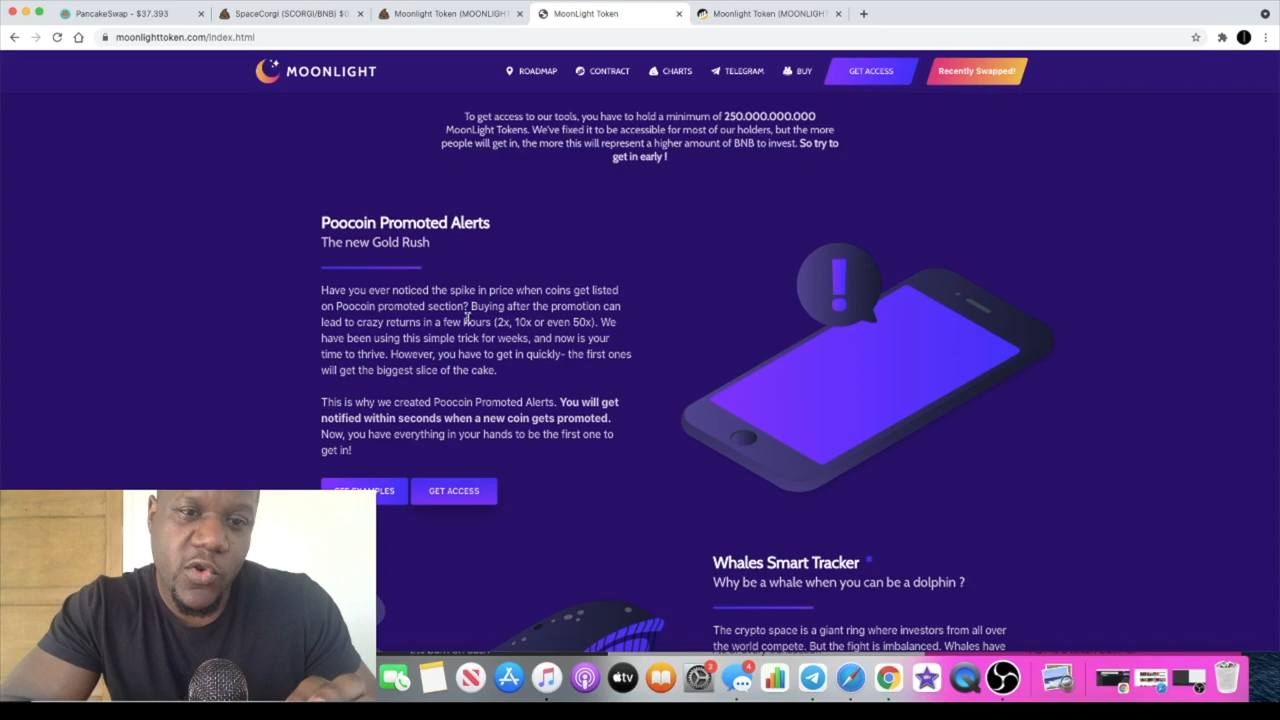 PancakeSwap - $37.393
SpaceCorgi (SCORGI/BNB) $0
Moonlight Token (MOONLIGHT
MoonLight Token
Moonlight Token (MOONLIGHT
moonlighttoken.com/index.html
MOONLIGHT
ROADMAP
CONTRACT
CHARTS
TELEGRAM
BUY
GET ACCESS
Recently Swapped!
To get access to our tools, you have to hold a minimum of 250.000.000.000
MoonLight Tokens. We've fixed it to be accessible for most of our holders, but the more
people will get in, the more this will represent a higher amount of BNB to invest. So try to
get in early !
Poocoin Promoted Alerts
The new Gold Rush
Have you ever noticed the spike in price when coins get listed
on Poocoin promoted section? Buying after the promotion can
lead to crazy returns in a few hours (2x, 10x or even 50x). We
have been using this simple trick for weeks, and now is your
time to thrive. However, you have to get in quickly- the first ones
will get the biggest slice of the cake.
This is why we created Poocoin Promoted Alerts. You will get
notified within seconds when a new coin gets promoted.
Now, you have everything in your hands to be the first one to
get in!
SEE EXAMPLES
GET ACCESS
Whales Smart Tracker *
Why be a whale when you can be a dolphin ?
The crypto space is a giant ring where investors from all over
the world compete. But the fight is imbalanced. Whales have
tv
2
4